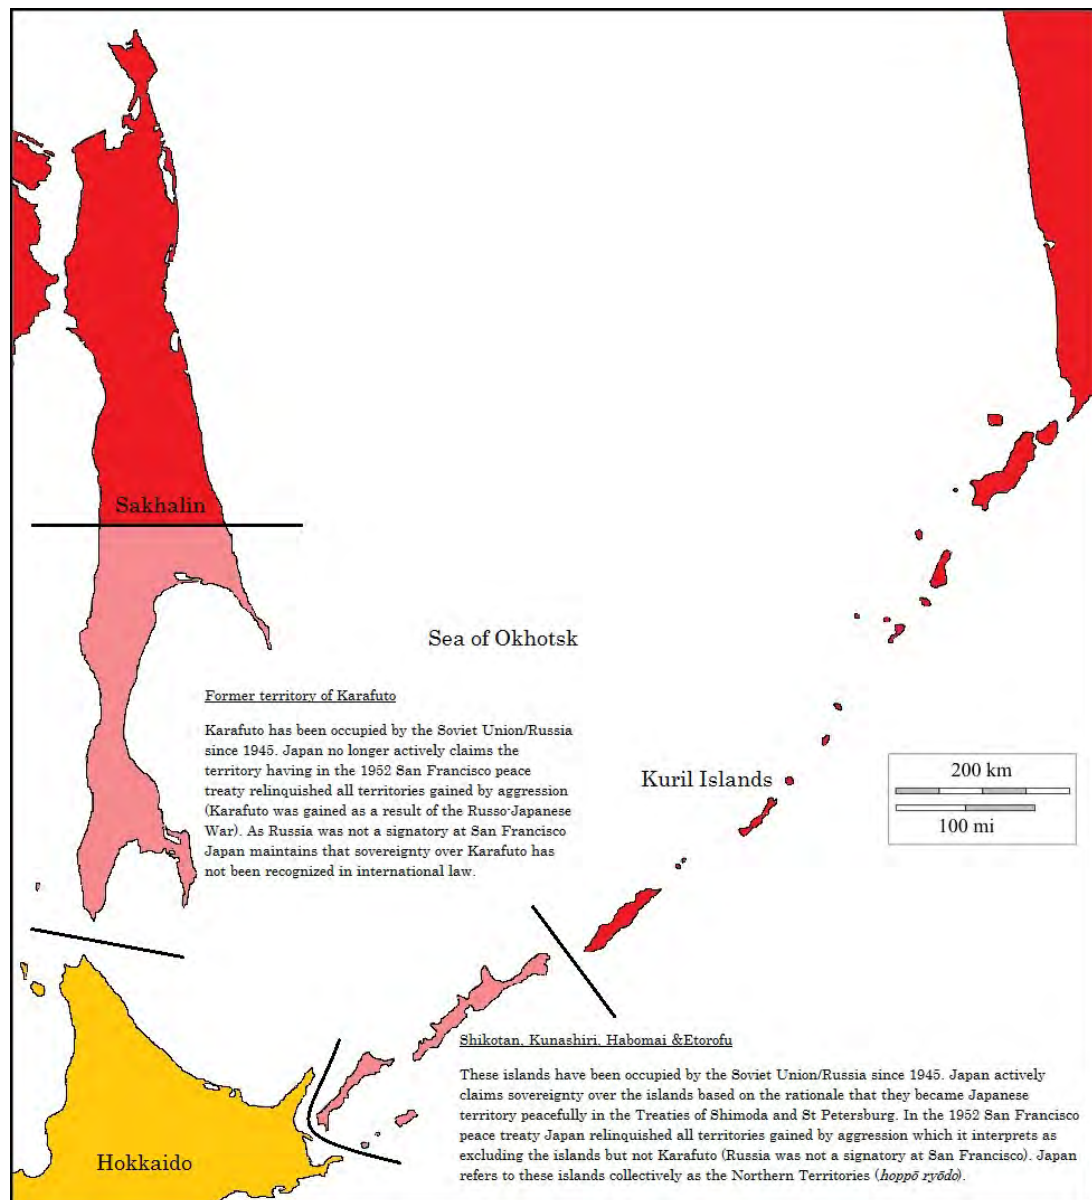 Sakhalin
Sea of Okhotsk
Former territory of Karafuto
Karafuto has been occupied by the Soviet Union/Russia
since 1945. Japan no longer actively claims the
territory having in the 1952 San Francisco peace
treaty relinquished all territories gained by aggression
(Karafuto was gained as a result of the Russo-Japanese
War). As Russia was not a signatory at San Francisco
Japan maintains that sovereignty over Karafuto has
not been recognized in international law.
Kuril Islands
200 km
100 mi
Shikotan, Kunashiri, Habomai &Etorofu
These islands have been occupied by the Soviet Union/Russia since 1945. Japan actively
claims sovereignty over the islands based on the rationale that they became Japanese
territory peacefully in the Treaties of Shimoda and St Petersburg. In the 1952 San Francisco
peace treaty Japan relinquished all territories gained by aggression which it interprets as
excluding the islands but not Karafuto (Russia was not a signatory at San Francisco). Japan
refers to these islands collectively as the Northern Territories (hoppō ryōdo).
Hokkaido